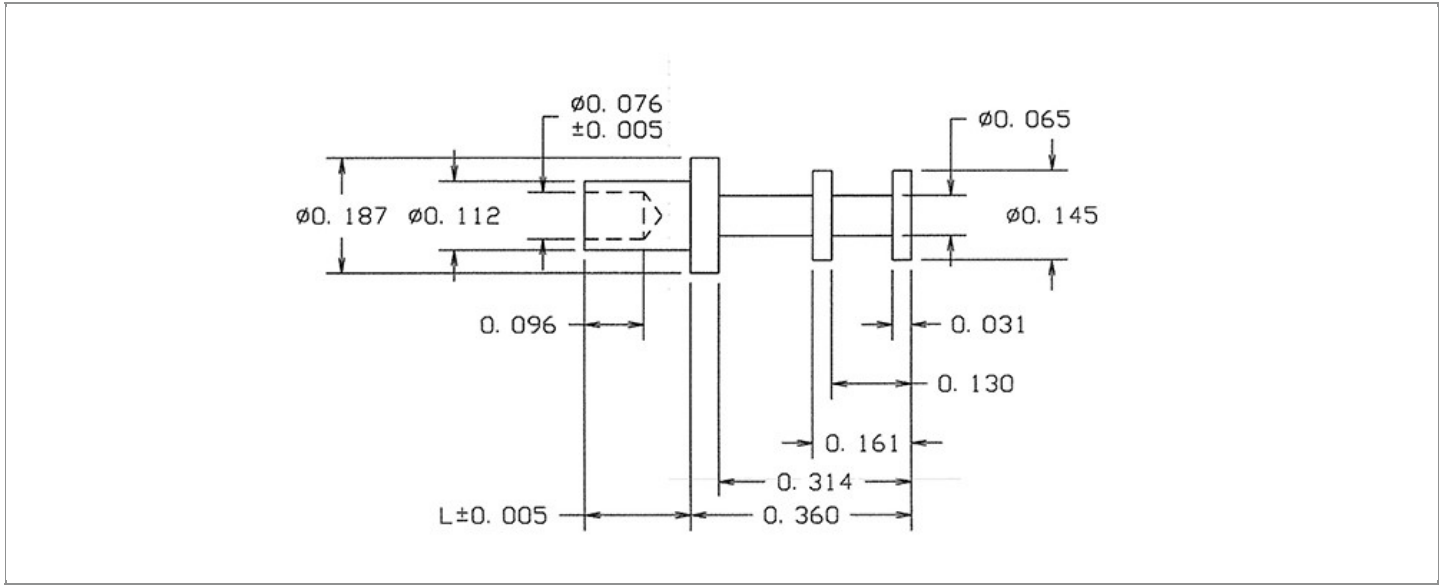 ø0. 076
±0. 005
ø0. 065
ø0. 187
ø0. 112
ø0. 145
0. 096
0. 031
0. 130
0. 161
0. 314
L±0. 005
0. 360